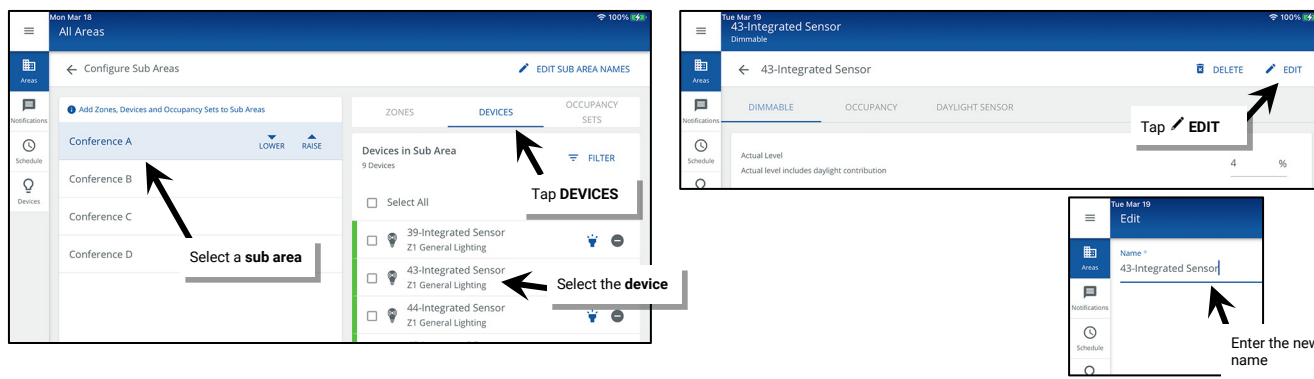 Mon Mar 18
100%
All Areas
Areas
Configure Sub Areas
EDIT SUB AREA NAMES
Notifications
Schedule
Devices
Add Zones, Devices and Occupancy Sets to Sub Areas
Conference A
LOWER RAISE
Conference B
Conference C
Conference D
Select a sub area
ZONES DEVICES OCCUPANCY SETS
Devices in Sub Area
9 Devices
FILTER
Tap DEVICES
Select All
39-Integrated Sensor
Z1 General Lighting
43-Integrated Sensor
Z1 General Lighting
Select the device
44-Integrated Sensor
Z1 General Lighting
Tue Mar 19
100%
43-Integrated Sensor
Dimmable
Areas
43-Integrated Sensor
DELETE EDIT
Notifications
Schedule
DIMMABLE OCCUPANCY DAYLIGHT SENSOR
Tap EDIT
Actual Level
Actual level includes daylight contribution
4 %
Tue Mar 19
Edit
Areas
Name *
43-Integrated Sensor
Notifications
Schedule
Enter the new
name